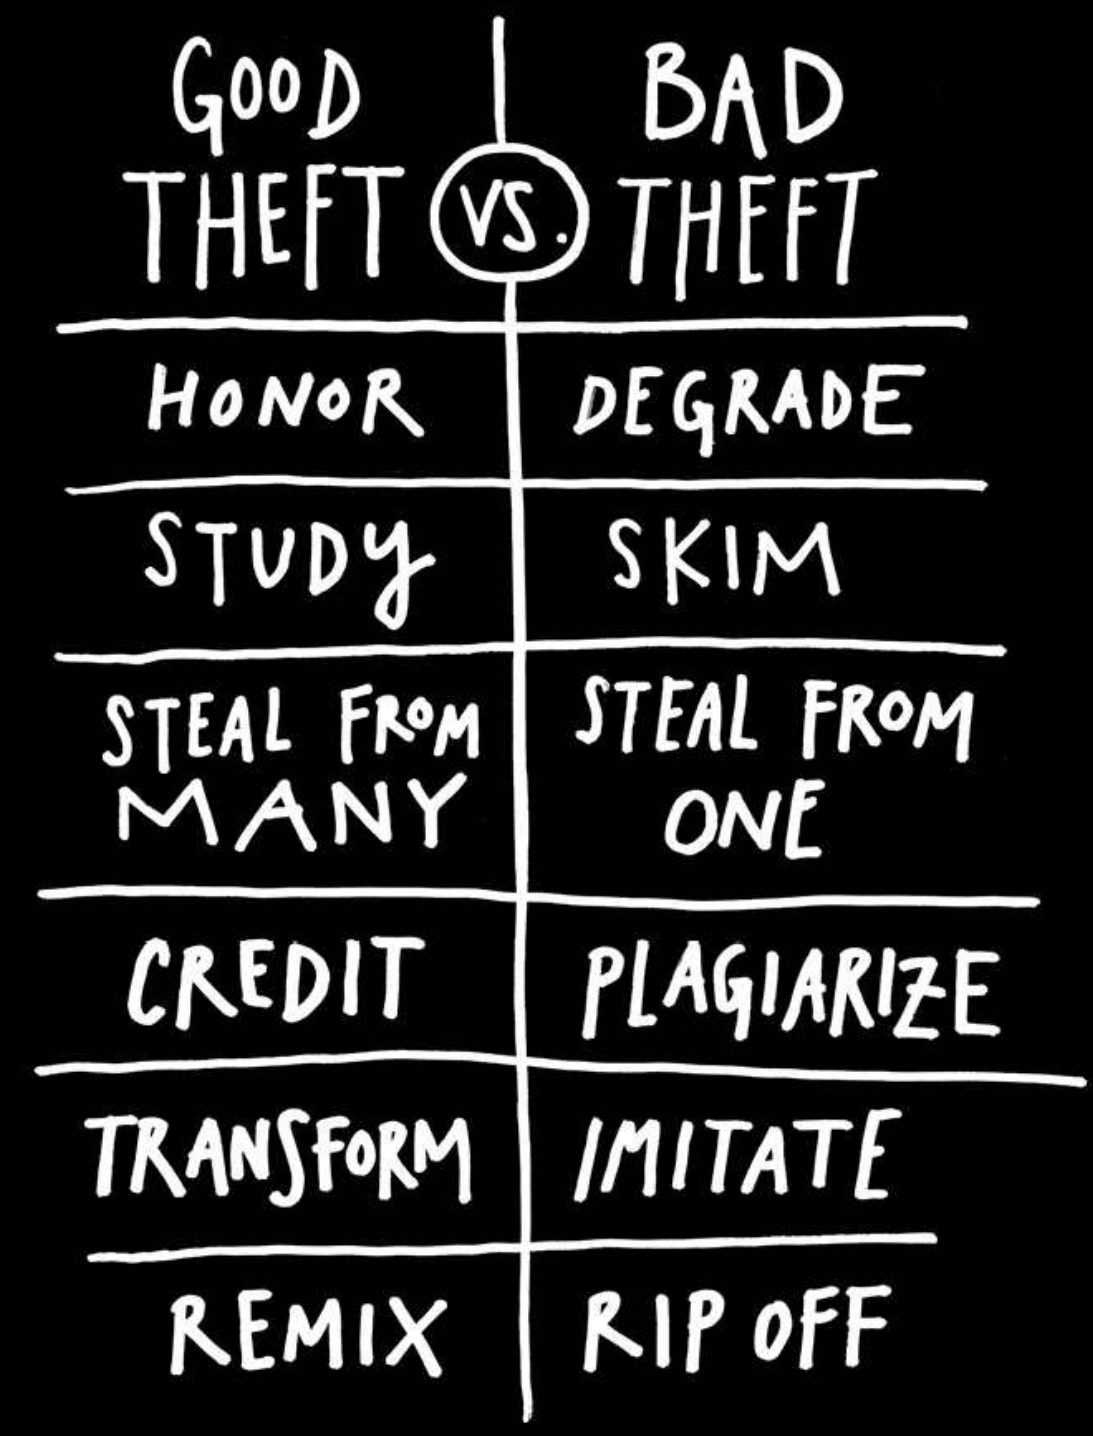 GOOD
THEFT
VS.
BAD
THEFT
HONOR
DEGRADE
STUDY
SKIM
STEAL FROM
MANY
STEAL FROM
ONE
CREDIT
PLAGIARIZE
TRANSFORM
IMITATE
REMIX
RIP OFF